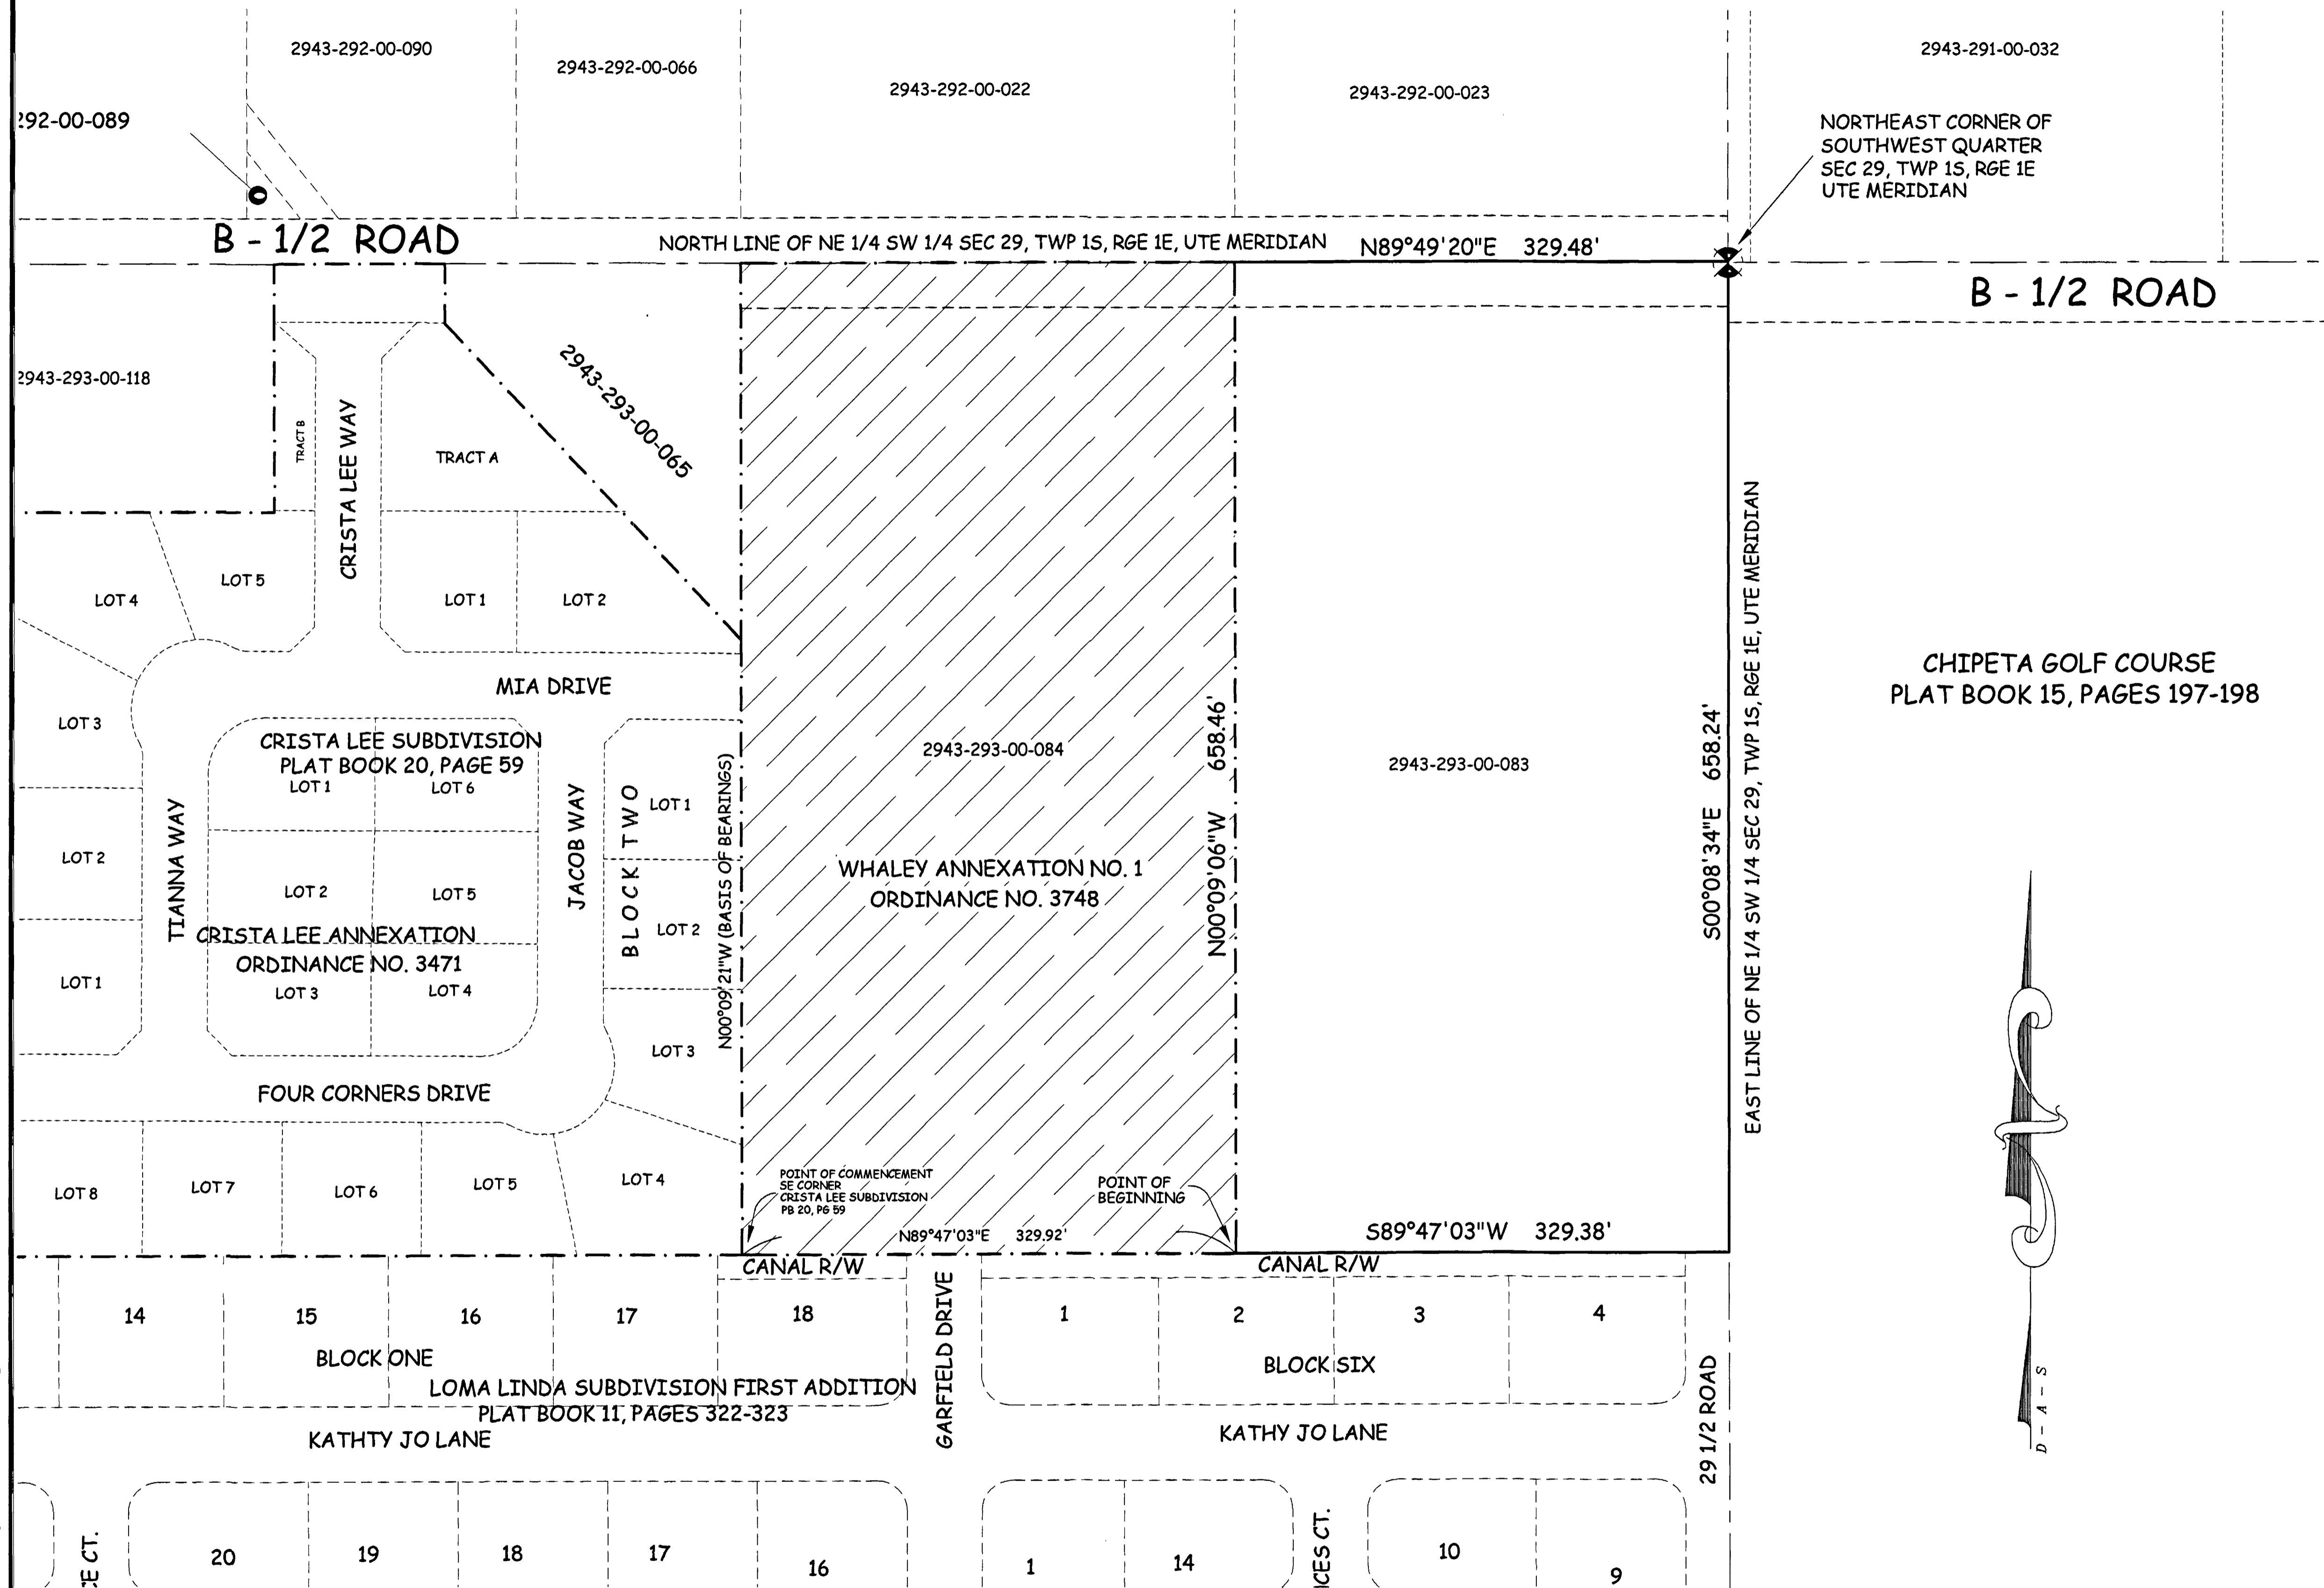 2943-292-00-090
2943-292-00-066
2943-292-00-022
2943-292-00-023
2943-291-00-032
292-00-089
NORTHEAST CORNER OF
SOUTHWEST QUARTER
SEC 29, TWP 1S, RGE 1E
UTE MERIDIAN
B - 1/2 ROAD
NORTH LINE OF NE 1/4 SW 1/4 SEC 29, TWP 1S, RGE 1E, UTE MERIDIAN
N89°49'20"E 329.48'
B - 1/2 ROAD
2943-293-00-118
TRACT B
CRISTA LEE WAY
TRACT A
2943-293-00-065
LOT 4
LOT 5
LOT 1
LOT 2
MIA DRIVE
LOT 3
LOT 2
LOT 1
TIANNA WAY
CRISTA LEE SUBDIVISION
PLAT BOOK 20, PAGE 59
LOT 1
LOT 6
LOT 2
LOT 5
CRISTA LEE ANNEXATION
ORDINANCE NO. 3471
LOT 3
LOT 4
JACOB WAY
BLOCK TWO
LOT 1
LOT 2
LOT 3
N00°09'21"W (BASIS OF BEARINGS)
2943-293-00-084
WHALEY ANNEXATION NO. 1
ORDINANCE NO. 3748
N00°09'06"W 658.46'
2943-293-00-083
S00°08'34"E 658.24'
EAST LINE OF NE 1/4 SW 1/4 SEC 29, TWP 1S, RGE 1E, UTE MERIDIAN
CHIPETA GOLF COURSE
PLAT BOOK 15, PAGES 197-198
FOUR CORNERS DRIVE
LOT 8
LOT 7
LOT 6
LOT 5
LOT 4
POINT OF COMMENCEMENT
SE CORNER
CRISTA LEE SUBDIVISION
PB 20, PG 59
POINT OF
BEGINNING
N89°47'03"E 329.92'
S89°47'03"W 329.38'
CANAL R/W
CANAL R/W
14
15
16
17
18
GARFIELD DRIVE
1
2
3
4
BLOCK ONE
BLOCK SIX
LOMA LINDA SUBDIVISION FIRST ADDITION
PLAT BOOK 11, PAGES 322-323
KATHTY JO LANE
KATHY JO LANE
29 1/2 ROAD
D - A - S
CE CT.
20
19
18
17
16
1
14
NCES CT.
10
9